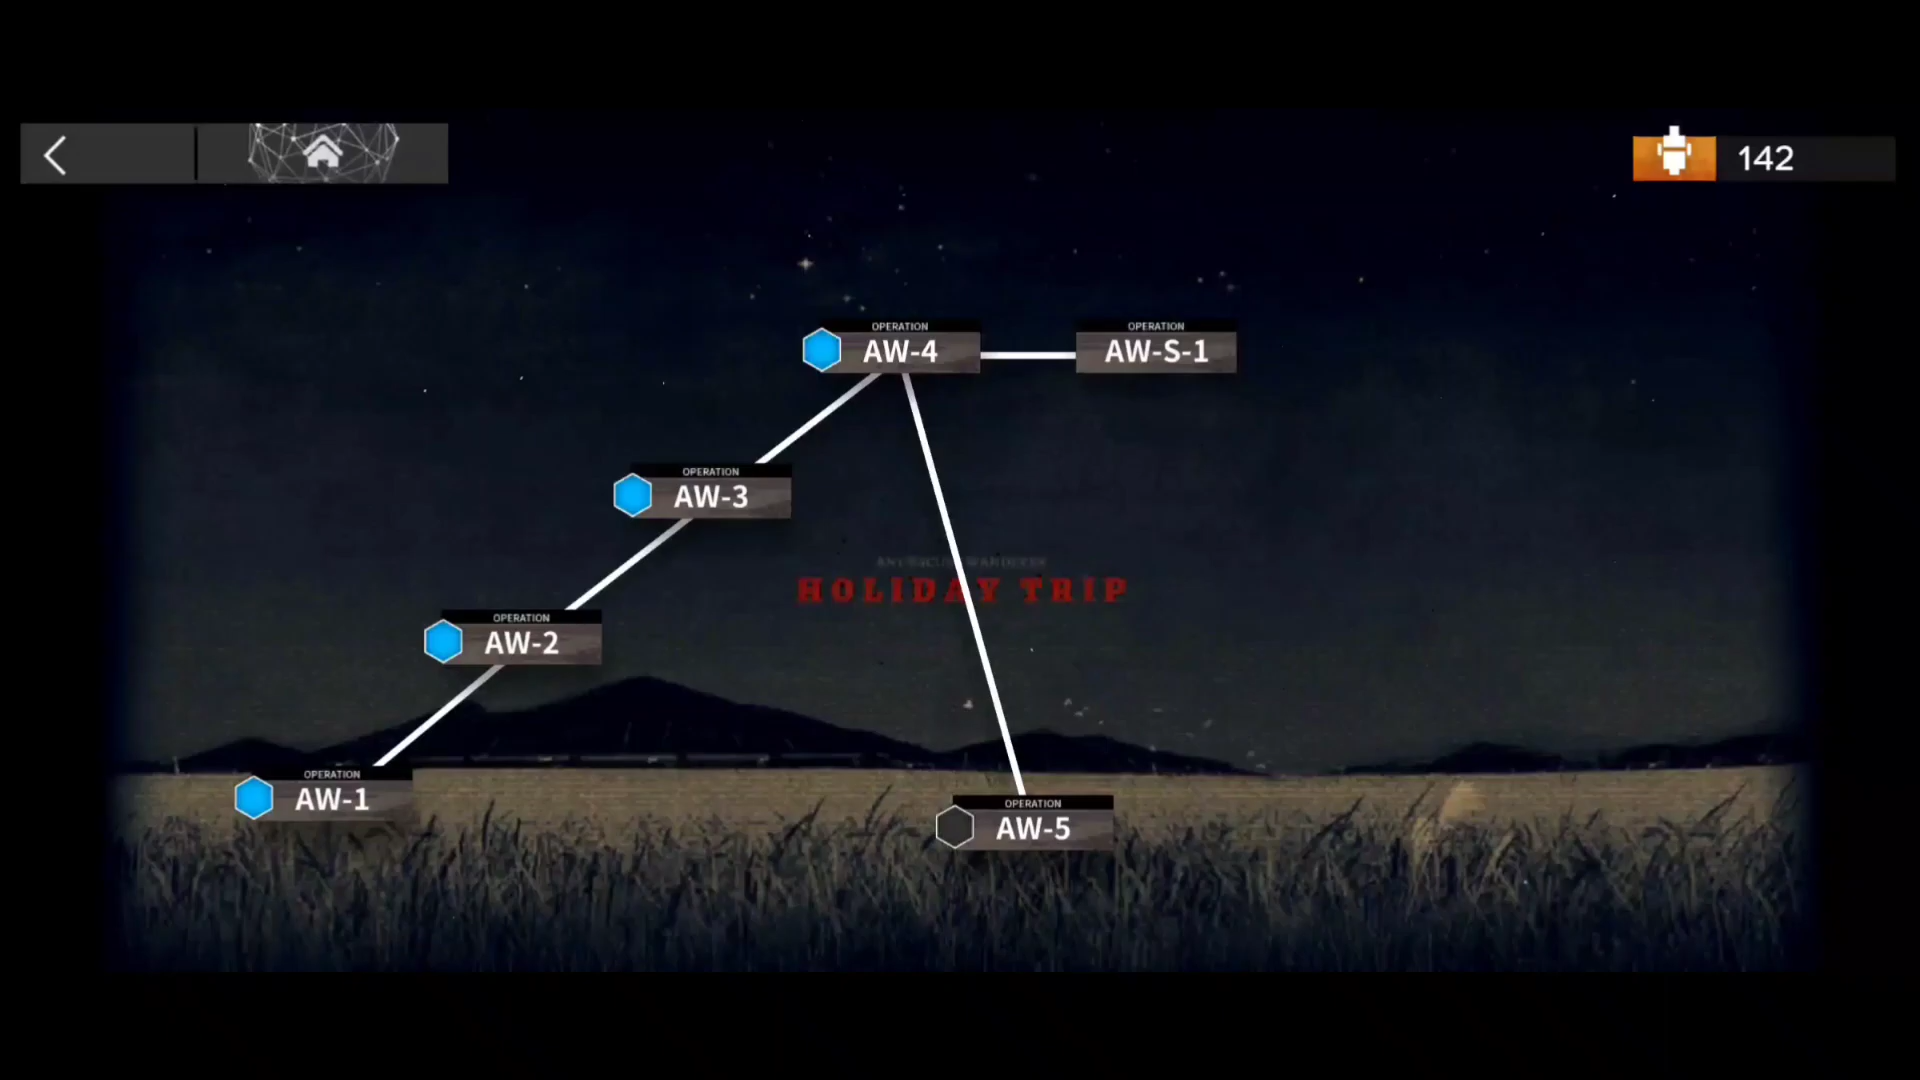 142
OPERATION
AW-4
OPERATION
AW-S-1
OPERATION
AW-3
HOLIDAY TRIP
OPERATION
AW-2
OPERATION
AW-1
OPERATION
AW-5